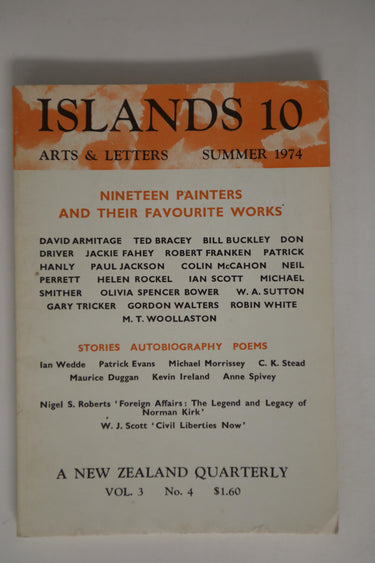 ISLANDS 10
ARTS & LETTERS SUMMER 1974
NINETEEN PAINTERS
AND THEIR FAVOURITE WORKS
DAVID ARMITAGE TED BRACEY BILL BUCKLEY DON
DRIVER JACKIE FAHEY ROBERT FRANKEN PATRICK
HANLY PAUL JACKSON COLIN McCAHON NEIL
PERRETT HELEN ROCKEL IAN SCOTT MICHAEL
SMITHER OLIVIA SPENCER BOWER W. A. SUTTON
GARY TRICKER GORDON WALTERS ROBIN WHITE
M. T. WOOLLASTON
STORIES AUTOBIOGRAPHY POEMS
Ian Wedde Patrick Evans Michael Morrissey C. K. Stead
Maurice Duggan Kevin Ireland Anne Spivey
Nigel S. Roberts 'Foreign Affairs: The Legend and Legacy of
Norman Kirk'
W. J. Scott 'Civil Liberties Now'
A NEW ZEALAND QUARTERLY
VOL. 3 No. 4 $1.60